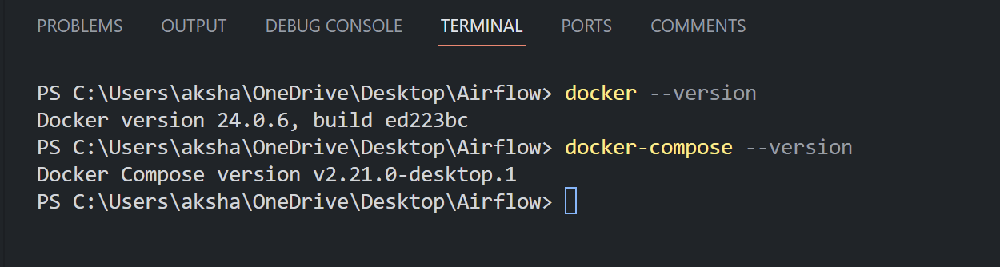 PROBLEMS OUTPUT DEBUG CONSOLE TERMINAL PORTS COMMENTS
PS C:\Users\aksha\OneDrive\Desktop\Airflow> docker --version
Docker version 24.0.6, build ed223bc
PS C:\Users\aksha\OneDrive\Desktop\Airflow> docker-compose --version
Docker Compose version v2.21.0-desktop.1
PS C:\Users\aksha\OneDrive\Desktop\Airflow>